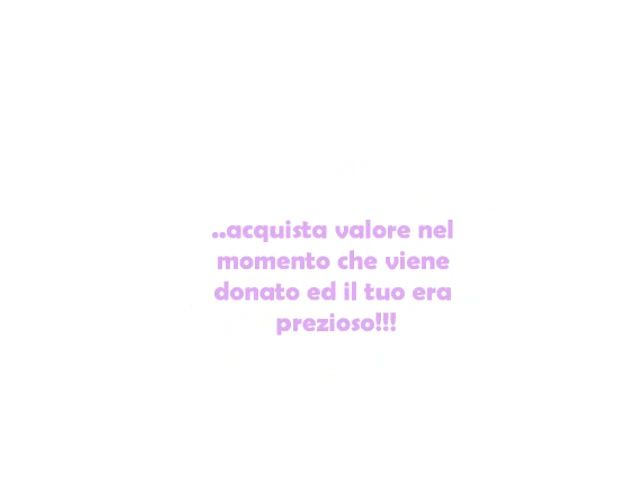 ..acquista valore nel
momento che viene
donato ed il tuo era
prezioso!!!